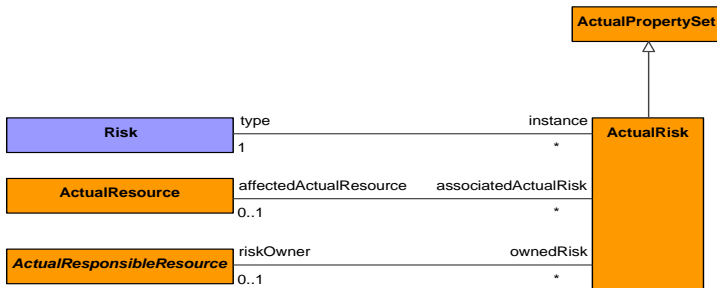 ActualPropertySet
type
instance
Risk
ActualRisk
1
*
affectedActualResource
associatedActualRisk
ActualResource
0..1
*
riskOwner
ownedRisk
ActualResponsibleResource
0..1
*